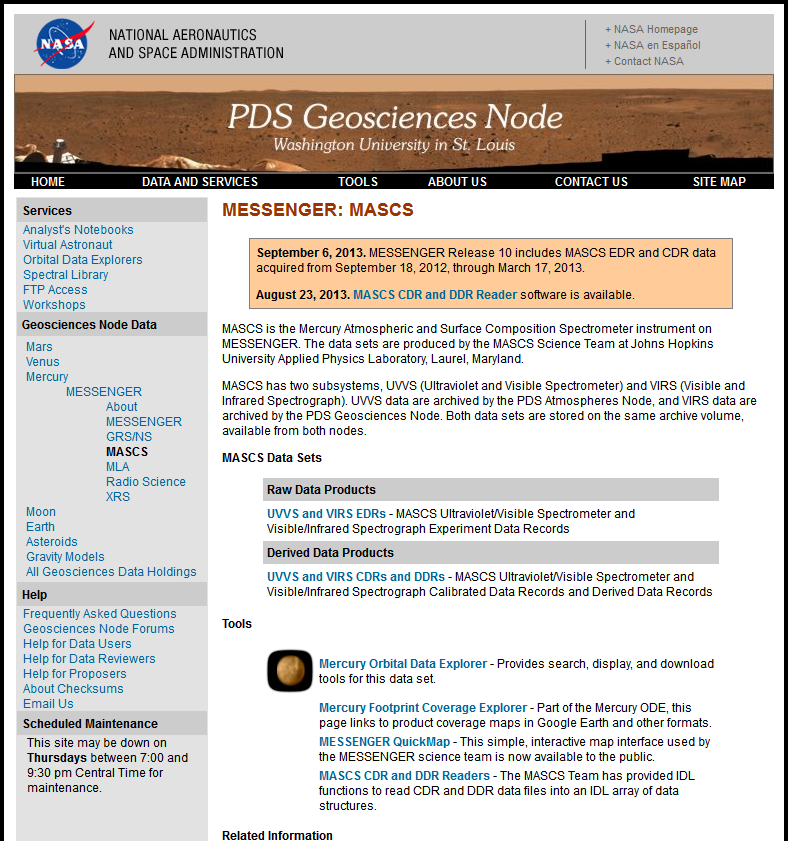 NASA
NATIONAL AERONAUTICS
AND SPACE ADMINISTRATION
+ NASA Homepage
+ NASA en Español
+ Contact NASA
PDS Geosciences Node
Washington University in St. Louis
HOME DATA AND SERVICES TOOLS ABOUT US CONTACT US SITE MAP
Services
Analyst's Notebooks
Virtual Astronaut
Orbital Data Explorers
Spectral Library
FTP Access
Workshops
Geosciences Node Data
Mars
Venus
Mercury
MESSENGER
About
MESSENGER
GRS/NS
MASCS
MLA
Radio Science
XRS
Moon
Earth
Asteroids
Gravity Models
All Geosciences Data Holdings
Help
Frequently Asked Questions
Geosciences Node Forums
Help for Data Users
Help for Data Reviewers
Help for Proposers
About Checksums
Email Us
Scheduled Maintenance
This site may be down on
Thursdays between 7:00 and
9:30 pm Central Time for
maintenance.
MESSENGER: MASCS
September 6, 2013. MESSENGER Release 10 includes MASCS EDR and CDR data
acquired from September 18, 2012, through March 17, 2013.
August 23, 2013. MASCS CDR and DDR Reader software is available.
MASCS is the Mercury Atmospheric and Surface Composition Spectrometer instrument on
MESSENGER. The data sets are produced by the MASCS Science Team at Johns Hopkins
University Applied Physics Laboratory, Laurel, Maryland.
MASCS has two subsystems, UVVS (Ultraviolet and Visible Spectrometer) and VIRS (Visible and
Infrared Spectrograph). UVVS data are archived by the PDS Atmospheres Node, and VIRS data are
archived by the PDS Geosciences Node. Both data sets are stored on the same archive volume,
available from both nodes.
MASCS Data Sets
Raw Data Products
UVVS and VIRS EDRs - MASCS Ultraviolet/Visible Spectrometer and
Visible/Infrared Spectrograph Experiment Data Records
Derived Data Products
UVVS and VIRS CDRs and DDRs - MASCS Ultraviolet/Visible Spectrometer and
Visible/Infrared Spectrograph Calibrated Data Records and Derived Data Records
Tools
Mercury Orbital Data Explorer - Provides search, display, and download
tools for this data set.
Mercury Footprint Coverage Explorer - Part of the Mercury ODE, this
page links to product coverage maps in Google Earth and other formats.
MESSENGER QuickMap - This simple, interactive map interface used by
the MESSENGER science team is now available to the public.
MASCS CDR and DDR Readers - The MASCS Team has provided IDL
functions to read CDR and DDR data files into an IDL array of data
structures.
Related Information